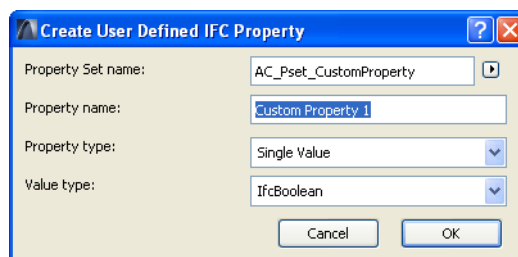 Create User Defined IFC Property
Property Set name: AC_Pset_CustomProperty
Property name: Custom Property 1
Property type: Single Value
Value type: IfcBoolean
Cancel OK